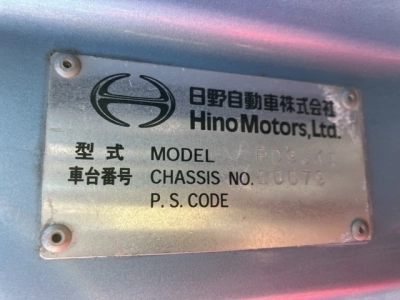 日野自動車株式会社
Hino Motors, Ltd.
型式 MODEL
車台番号 CHASSIS NO.
P.S. CODE